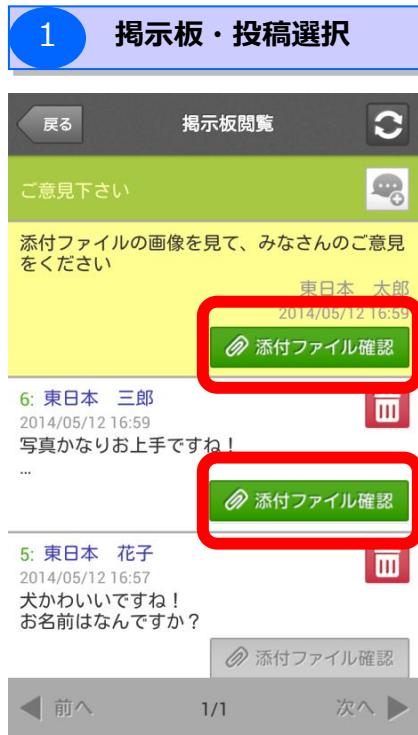 1 掲示板・投稿選択
戻る 掲示板閲覧
ご意見下さい
添付ファイルの画像を見て、みなさんのご意見
をください
東日本 太郎
2014/05/12 16:59
添付ファイル確認
6: 東日本 三郎
2014/05/12 16:59
写真かなりお上手ですね！
...
添付ファイル確認
5: 東日本 花子
2014/05/12 16:57
犬かわいいですね！
お名前はなんですか？
添付ファイル確認
前へ 1/1 次へ